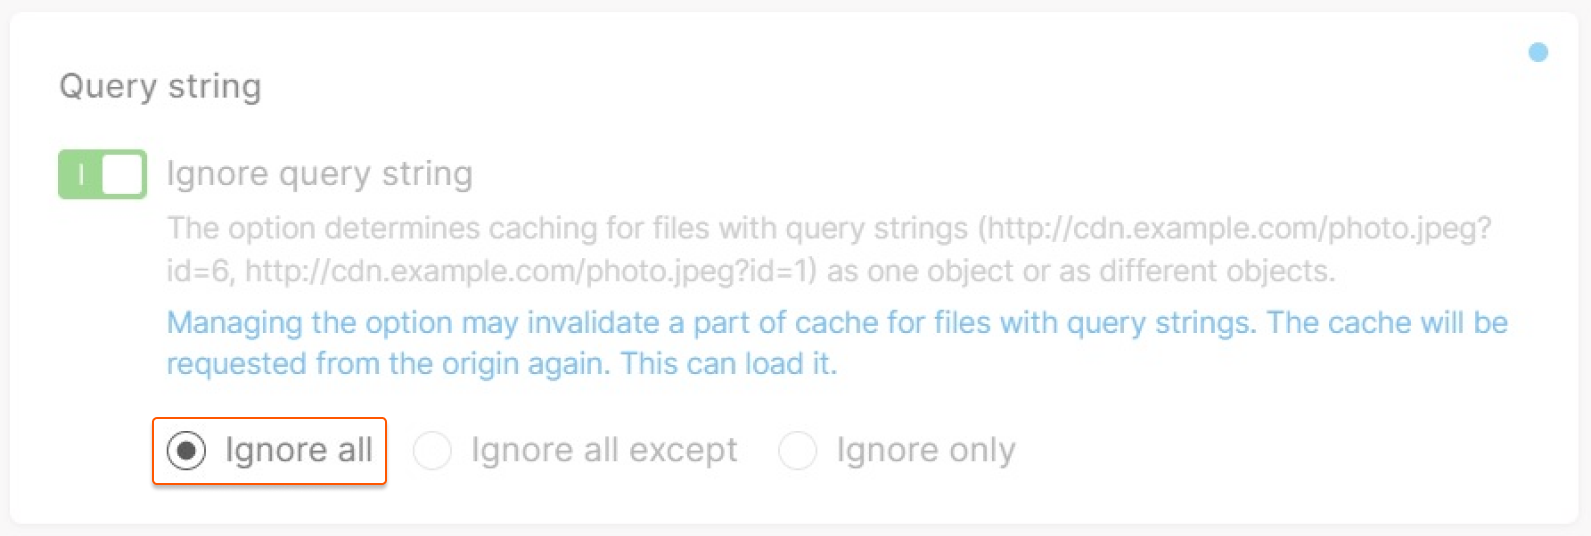 Query string
Ignore query string
The option determines caching for files with query strings (http://cdn.example.com/photo.jpeg?
id=6, http://cdn.example.com/photo.jpeg?id=1) as one object or as different objects.
Managing the option may invalidate a part of cache for files with query strings. The cache will be
requested from the origin again. This can load it.
Ignore all Ignore all except Ignore only